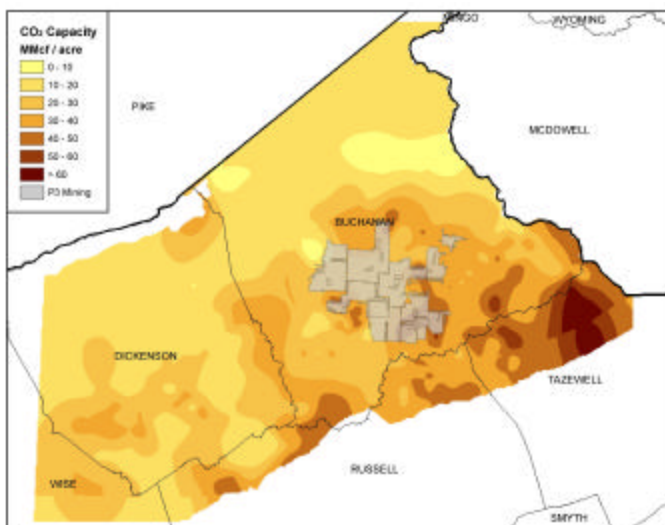 CO₂ Capacity
MMcf / acre
0 - 10
10 - 20
20 - 30
30 - 40
40 - 50
50 - 60
> 60
P3 Mining
MINGO
WYOMING
PIKE
MCDOWELL
BUCHANAN
DICKENSON
TAZEWELL
WISE
RUSSELL
SMYTH